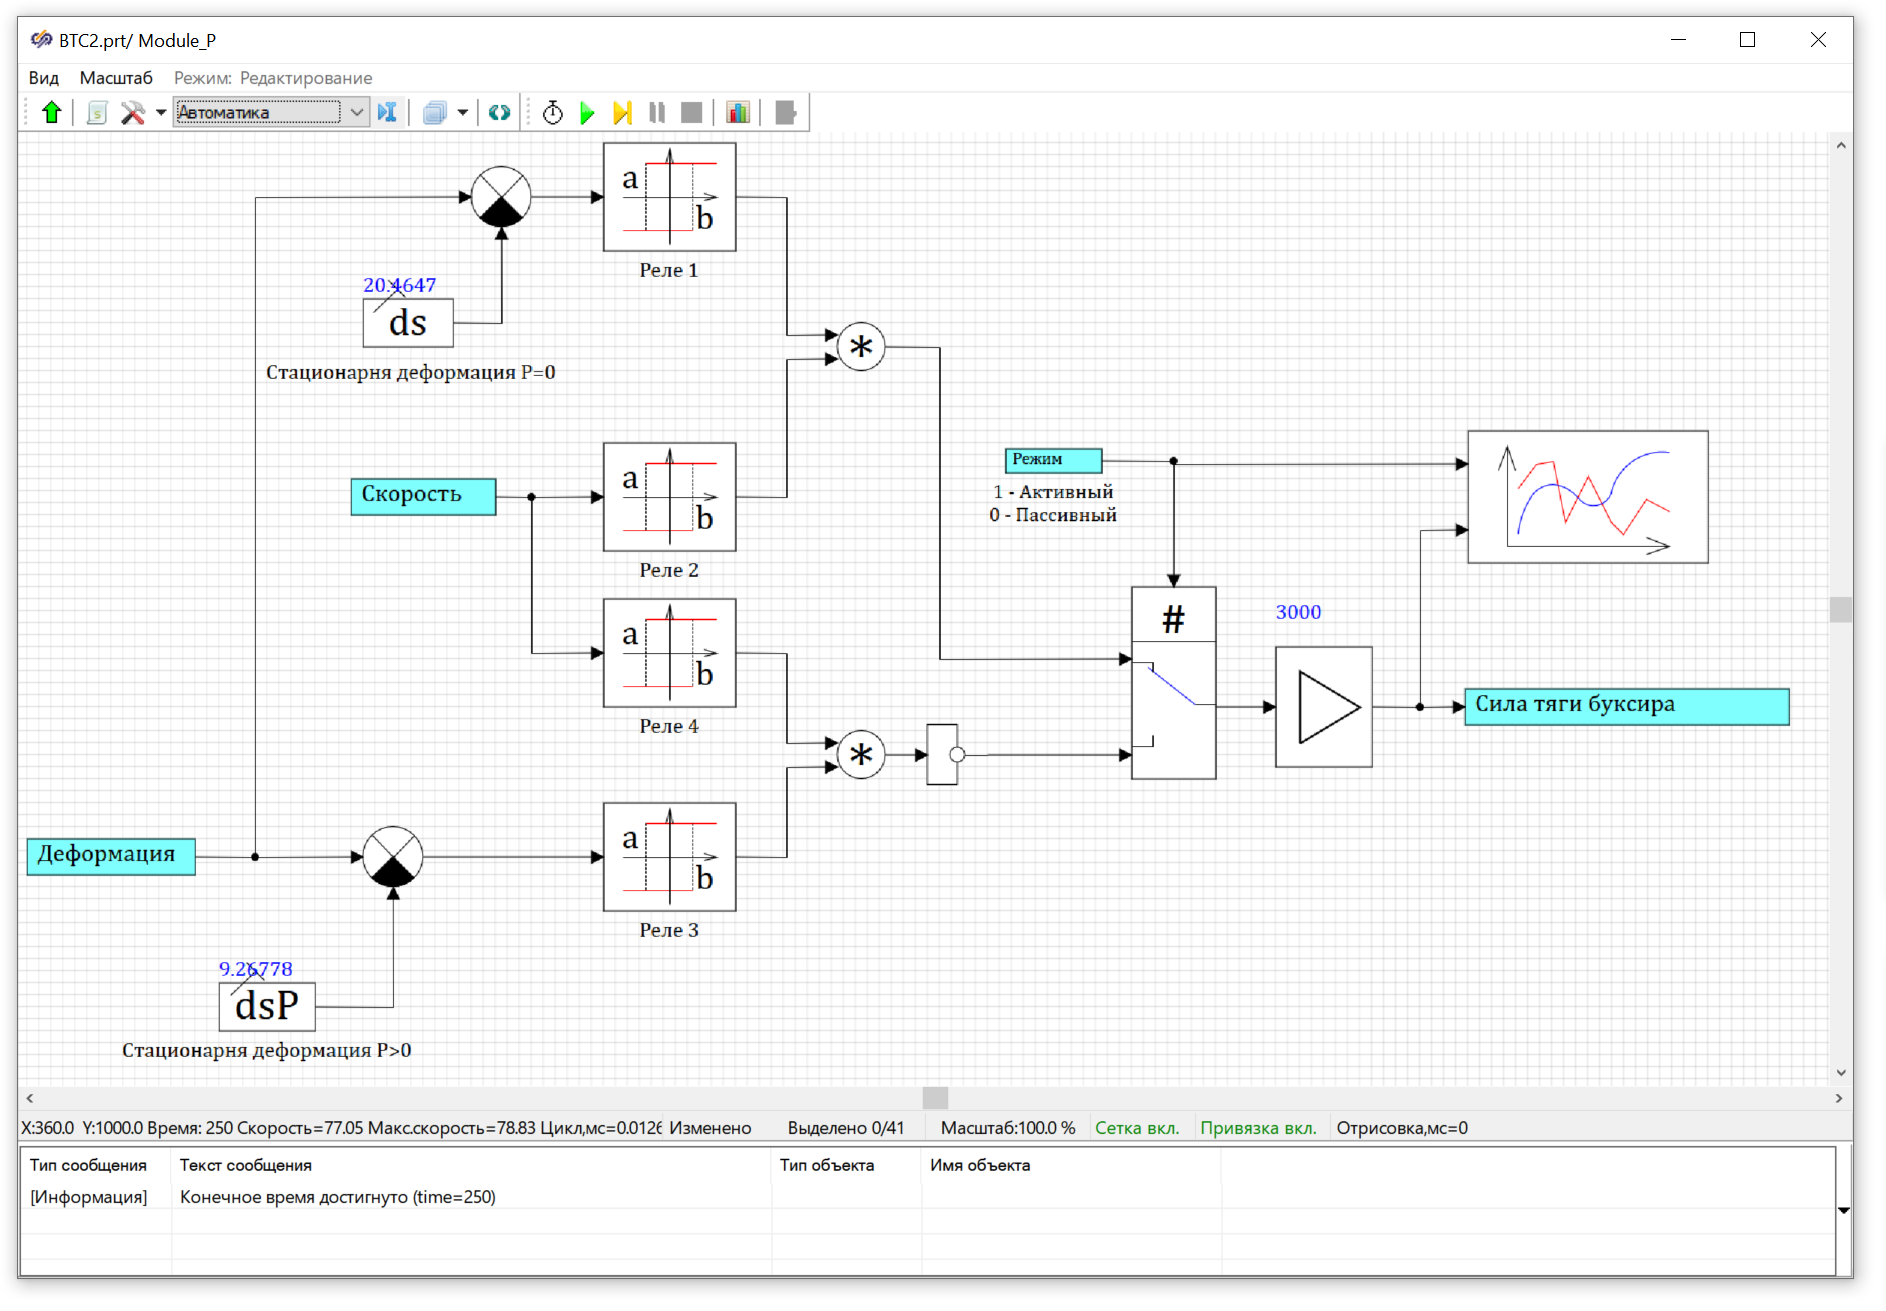 BTC2.prt/ Module_P
Вид Масштаб Режим: Редактирование
Автоматика
a
b
Реле 1
20.4647
ds
Стационарня деформация P=0
*
Скорость
a
b
Реле 2
Режим
1 - Активный
0 - Пассивный
a
b
Реле 4
#
3000
Сила тяги буксира
*
Деформация
a
b
Реле 3
9.26778
dsP
Стационарня деформация P>0
X:360.0 Y:1000.0 Время: 250 Скорость=77.05 Макс.скорость=78.83 Цикл,мс=0.0126 Изменено Выделено 0/41 Масштаб:100.0 % Сетка вкл. Привязка вкл. Отрисовка,мс=0
Тип сообщения Текст сообщения Тип объекта Имя объекта
[Информация] Конечное время достигнуто (time=250)